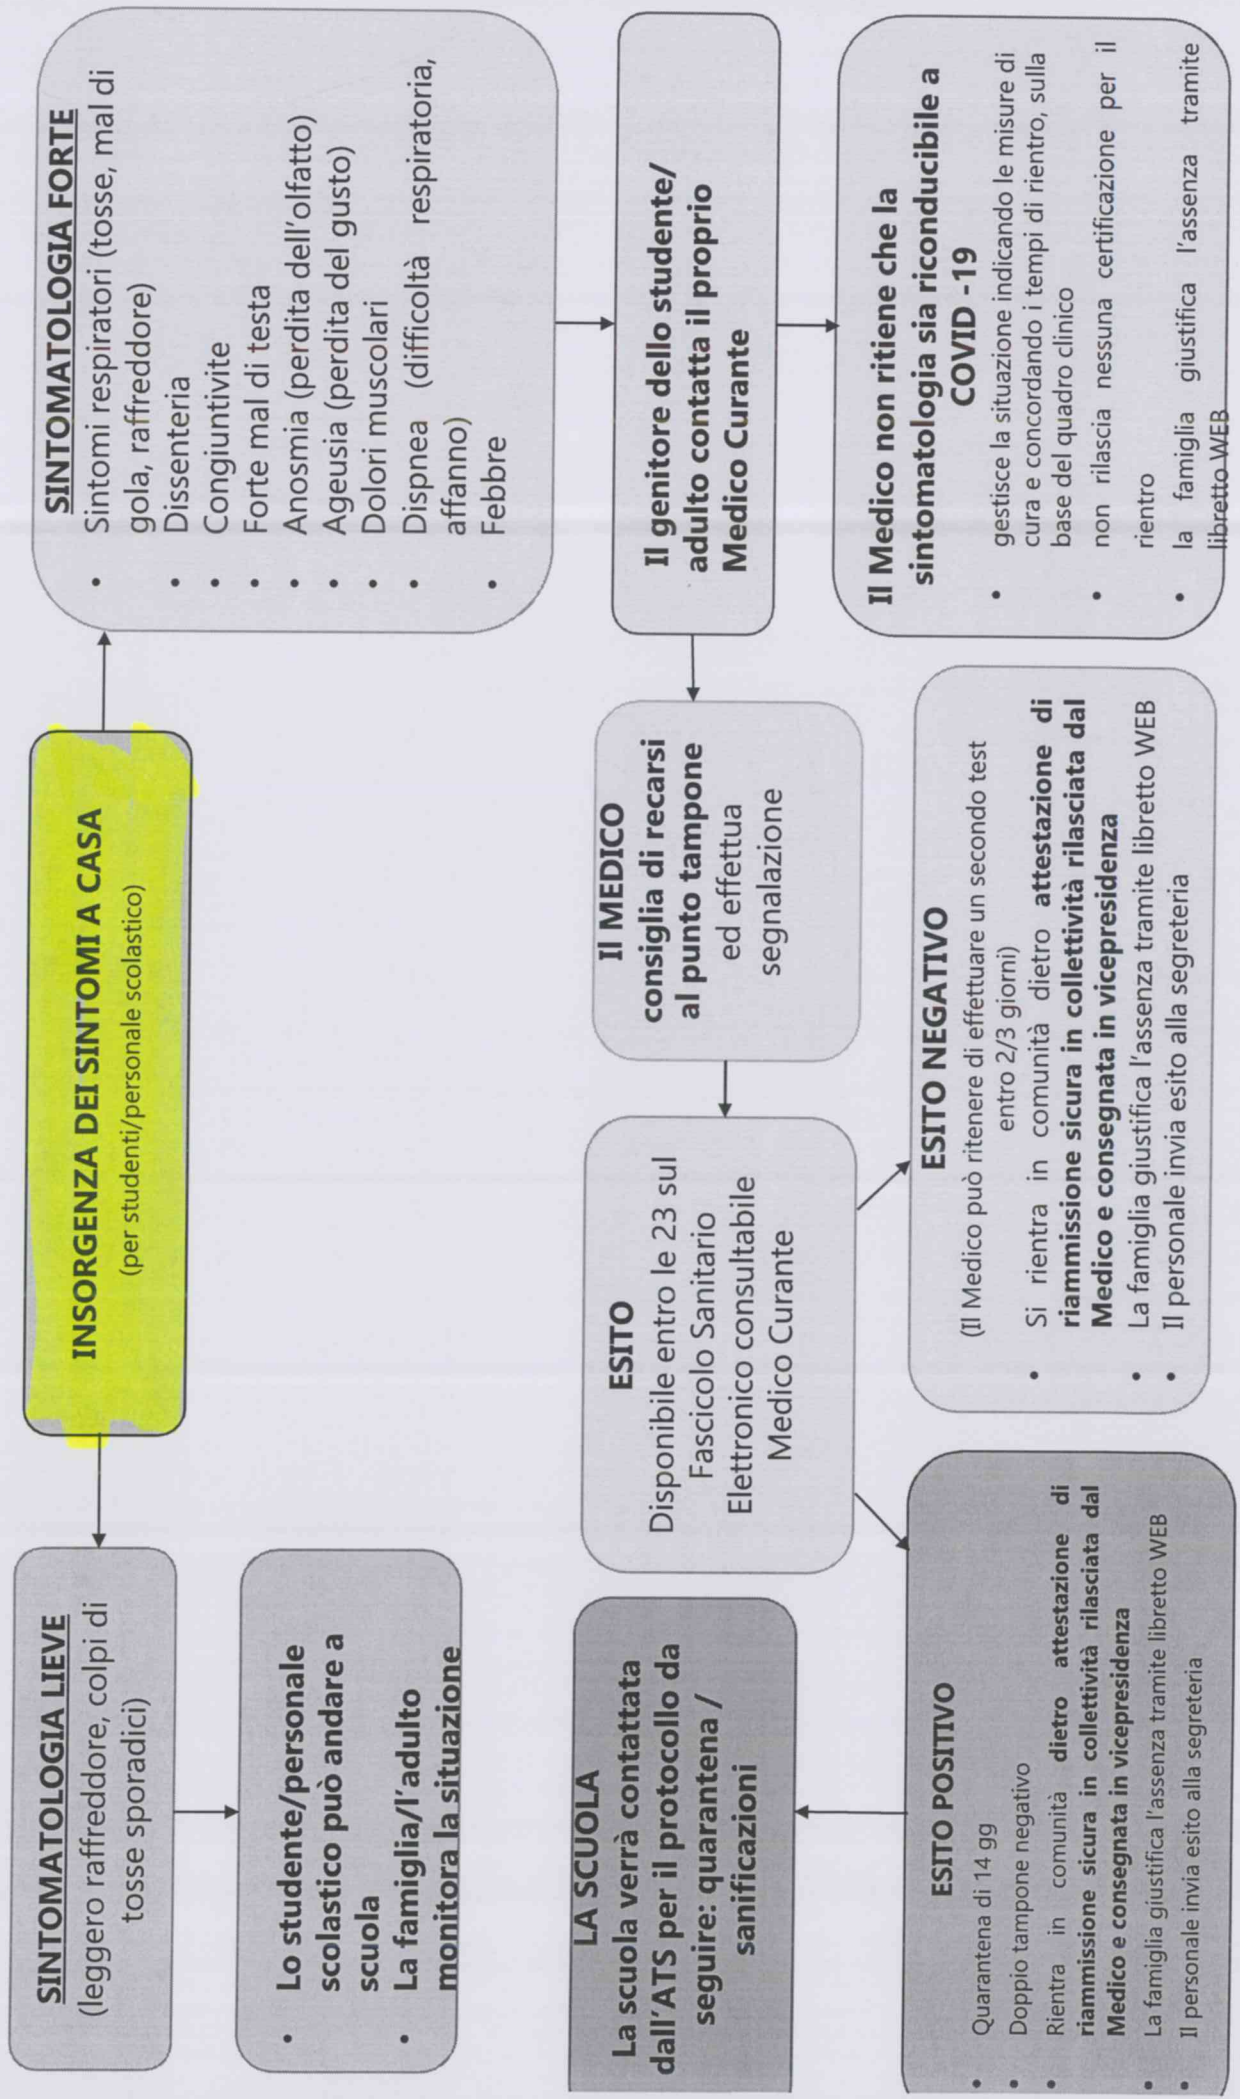 INSORGENZA DEI SINTOMI A CASA
(per studenti/personale scolastico)
SINTOMATOLOGIA LIEVE
(leggero raffreddore, colpi di
tosse sporadici)
• Lo studente/personale
scolastico può andare a
scuola
• La famiglia/l'adulto
monitora la situazione
SINTOMATOLOGIA FORTE
• Sintomi respiratori (tosse, mal di
gola, raffreddore)
• Dissenteria
• Congiuntivite
• Forte mal di testa
• Anosmia (perdita dell'olfatto)
• Ageusia (perdita del gusto)
• Dolori muscolari
• Dispnea (difficoltà respiratoria,
affanno)
• Febbre
Il genitore dello studente/
adulto contatta il proprio
Medico Curante
Il Medico non ritiene che la
sintomatologia sia riconducibile a
COVID -19
• gestisce la situazione indicando le misure di
cura e concordando i tempi di rientro, sulla
base del quadro clinico
• non rilascia nessuna certificazione per il
rientro
• la famiglia giustifica l'assenza tramite
libretto WEB
Il MEDICO
consiglia di recarsi
al punto tampone
ed effettua
segnalazione
ESITO
Disponibile entro le 23 sul
Fascicolo Sanitario
Elettronico consultabile
Medico Curante
ESITO NEGATIVO
(Il Medico può ritenere di effettuare un secondo test
entro 2/3 giorni)
• Si rientra in comunità dietro attestazione di
riammissione sicura in collettività rilasciata dal
Medico e consegnata in vicepresidenza
• La famiglia giustifica l'assenza tramite libretto WEB
• Il personale invia esito alla segreteria
ESITO POSITIVO
• Quarantena di 14 gg
• Doppio tampone negativo
• Rientra in comunità dietro attestazione di
riammissione sicura in collettività rilasciata dal
Medico e consegnata in vicepresidenza
• La famiglia giustifica l'assenza tramite libretto WEB
• Il personale invia esito alla segreteria
LA SCUOLA
La scuola verrà contattata
dall'ATS per il protocollo da
seguire: quarantena /
sanificazioni